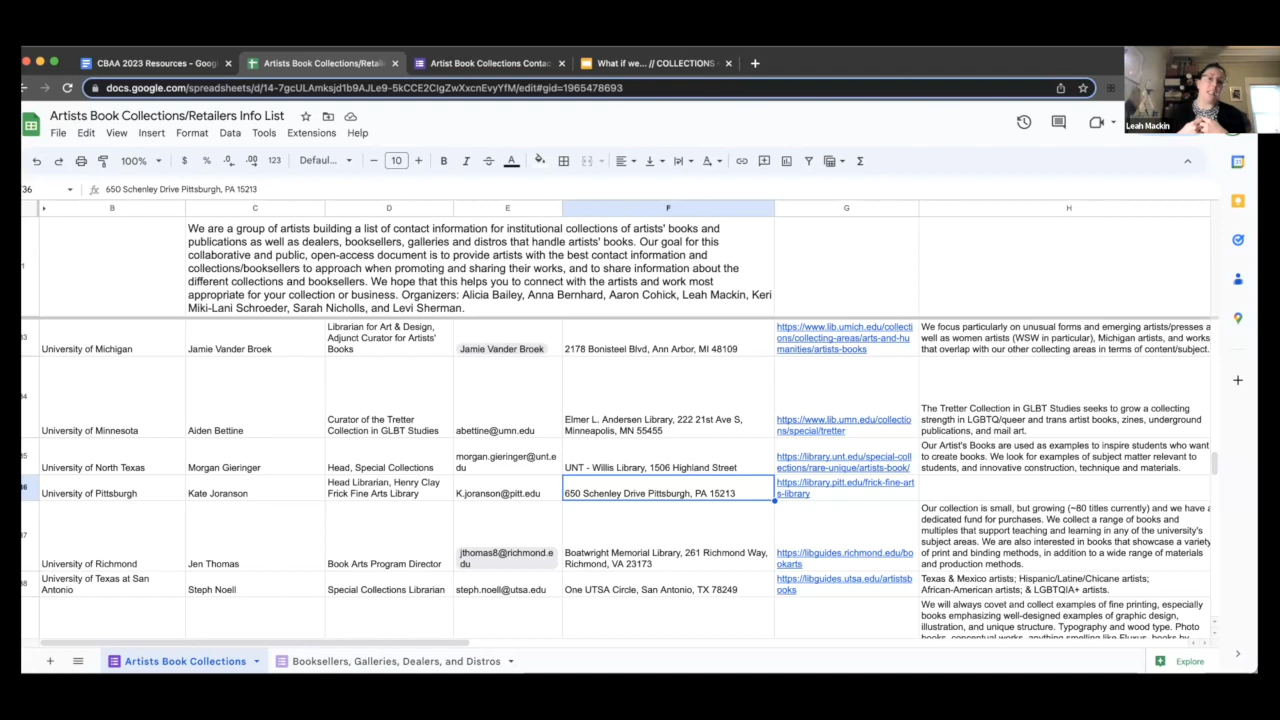 CBAA 2023 Resources - Goog
Artists Book Collections/Retaile
Artist Book Collections Contac
What if we... // COLLECTIONS
docs.google.com/spreadsheets/d/14-7gcULAmksjd1b9AJLe9-5kCCE2CIgZwXxcnEvyYfM/edit#gid=1965478693
Leah Mackin
Artists Book Collections/Retailers Info List
File Edit View Insert Format Data Tools Extensions Help
100% $ % .0 .00 123 Defaul... 10 B I A
36 fx 650 Schenley Drive Pittsburgh, PA 15213
B C D E F G H
We are a group of artists building a list of contact information for institutional collections of artists' books and
publications as well as dealers, booksellers, galleries and distros that handle artists' books. Our goal for this
collaborative and public, open-access document is to provide artists with the best contact information and
collections/booksellers to approach when promoting and sharing their works, and to share information about the
different collections and booksellers. We hope that this helps you to connect with the artists and work most
appropriate for your collection or business. Organizers: Alicia Bailey, Anna Bernhard, Aaron Cohick, Leah Mackin, Keri
Miki-Lani Schroeder, Sarah Nicholls, and Levi Sherman.
University of Michigan
Jamie Vander Broek
Librarian for Art & Design,
Adjunct Curator for Artists'
Books
Jamie Vander Broek
2178 Bonisteel Blvd, Ann Arbor, MI 48109
https://www.lib.umich.edu/collecti
ons/collecting-areas/arts-and-hu
manities/artists-books
We focus particularly on unusual forms and emerging artists/presses a
well as women artists (WSW in particular), Michigan artists, and works
that overlap with our other collecting areas in terms of content/subject.
University of Minnesota
Aiden Bettine
Curator of the Tretter
Collection in GLBT Studies
abettine@umn.edu
Elmer L. Andersen Library, 222 21st Ave S,
Minneapolis, MN 55455
https://www.lib.umn.edu/collectio
ns/special/tretter
The Tretter Collection in GLBT Studies seeks to grow a collecting
strength in LGBTQ/queer and trans artist books, zines, underground
publications, and mail art.
University of North Texas
Morgan Gieringer
Head, Special Collections
morgan.gieringer@unt.e
du
UNT - Willis Library, 1506 Highland Street
https://library.unt.edu/special-coll
ections/rare-unique/artists-book/
Our Artist's Books are used as examples to inspire students who want
to create books. We look for examples of subject matter relevant to
students, and innovative construction, technique and materials.
University of Pittsburgh
Kate Joranson
Head Librarian, Henry Clay
Frick Fine Arts Library
K.joranson@pitt.edu
650 Schenley Drive Pittsburgh, PA 15213
https://library.pitt.edu/frick-fine-art
s-library
University of Richmond
Jen Thomas
Book Arts Program Director
jthomas8@richmond.e
du
Boatwright Memorial Library, 261 Richmond Way,
Richmond, VA 23173
https://libguides.richmond.edu/bo
okarts
Our collection is small, but growing (~80 titles currently) and we have a
dedicated fund for purchases. We collect a range of books and
multiples that support teaching and learning in any of the university's
subject areas. We are also interested in books that showcase a variety
of print and binding methods, in addition to a wide range of materials
and production methods.
University of Texas at San
Antonio
Steph Noell
Special Collections Librarian
steph.noell@utsa.edu
One UTSA Circle, San Antonio, TX 78249
https://libguides.utsa.edu/artistsb
ooks
Texas & Mexico artists; Hispanic/Latine/Chicane artists;
African-American artists; & LGBTQIA+ artists.
We will always covet and collect examples of fine printing, especially
books emphasizing well-designed examples of graphic design,
illustration, and unique structure. Typography and wood type. Photo
books, conceptual works, anything smelling like Fluxus, books by
Artists Book Collections
Booksellers, Galleries, Dealers, and Distros
Explore